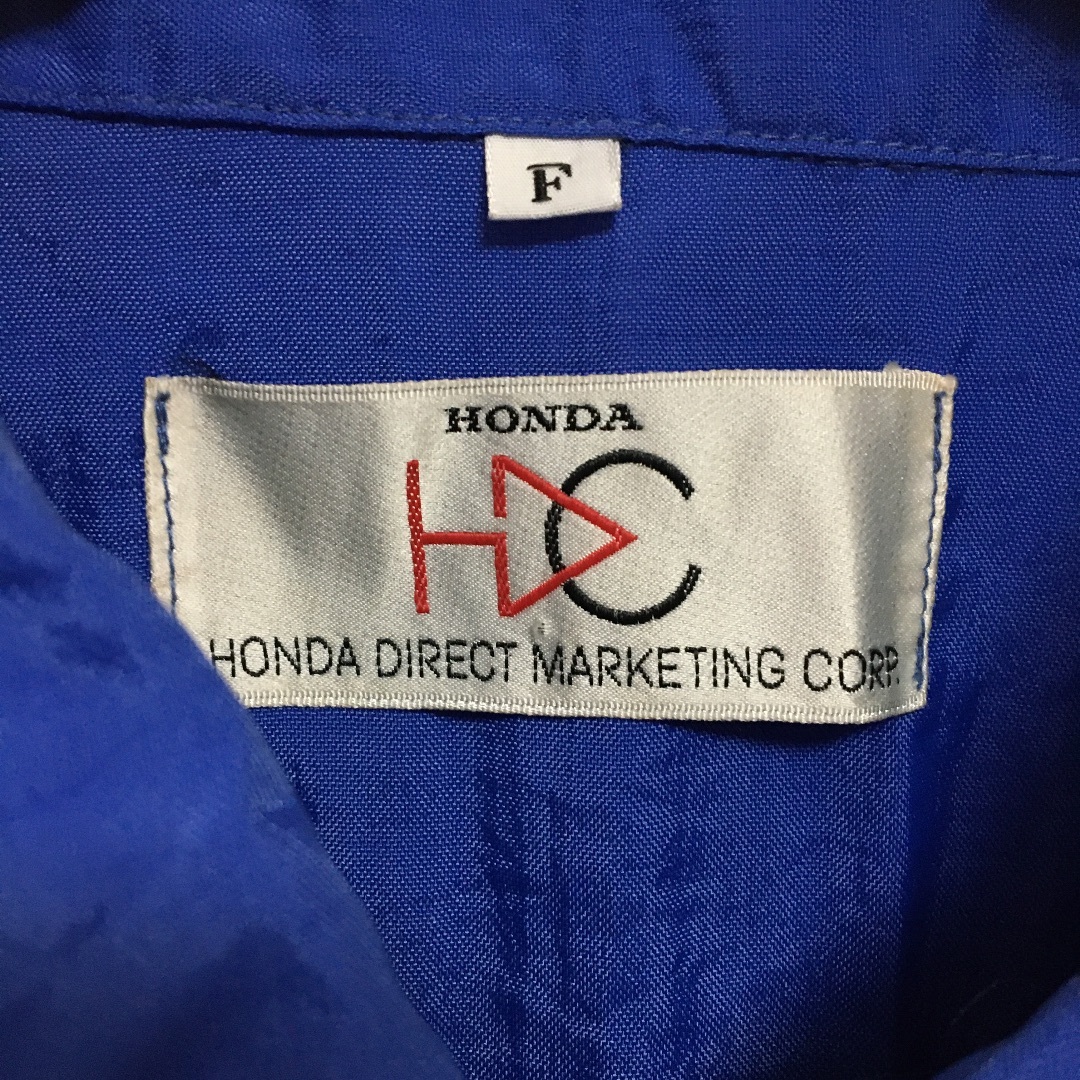 F
HONDA
HDC
HONDA DIRECT MARKETING CORP.